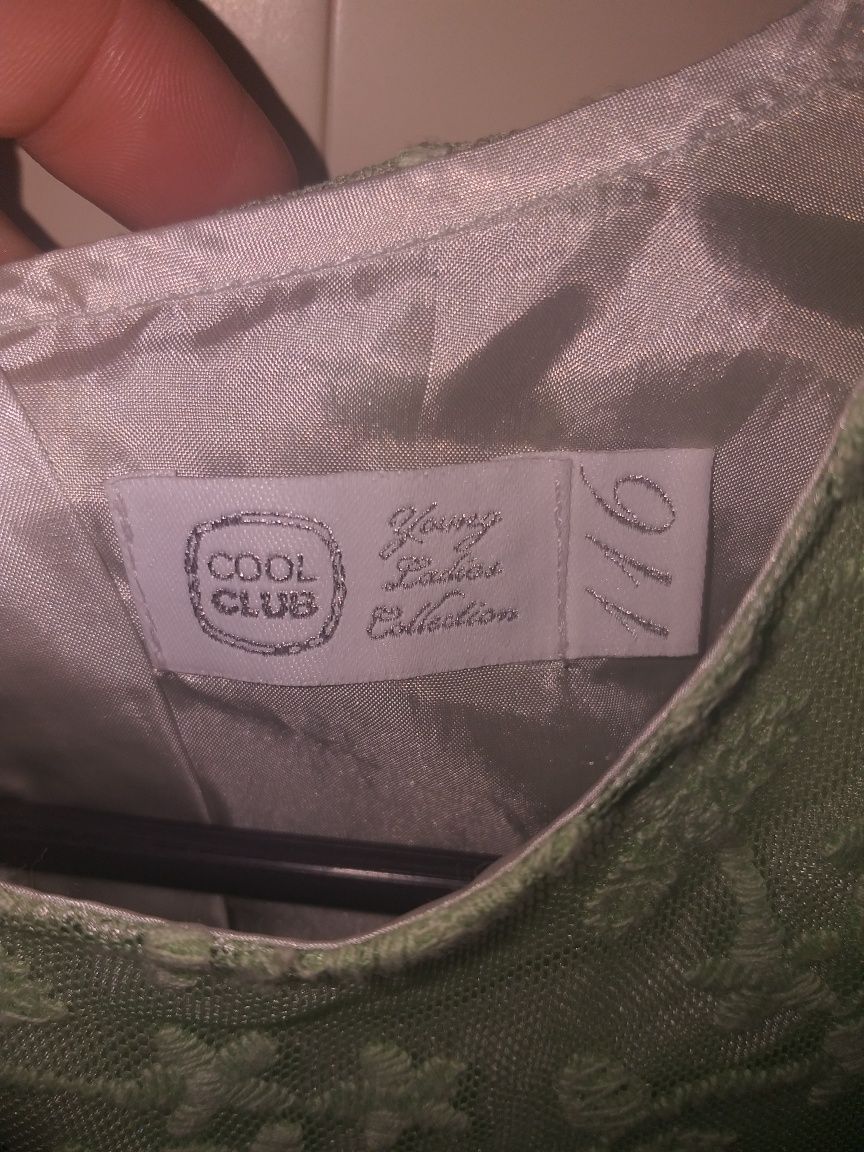 COOL
CLUB
Young
Ladies
Collection
116